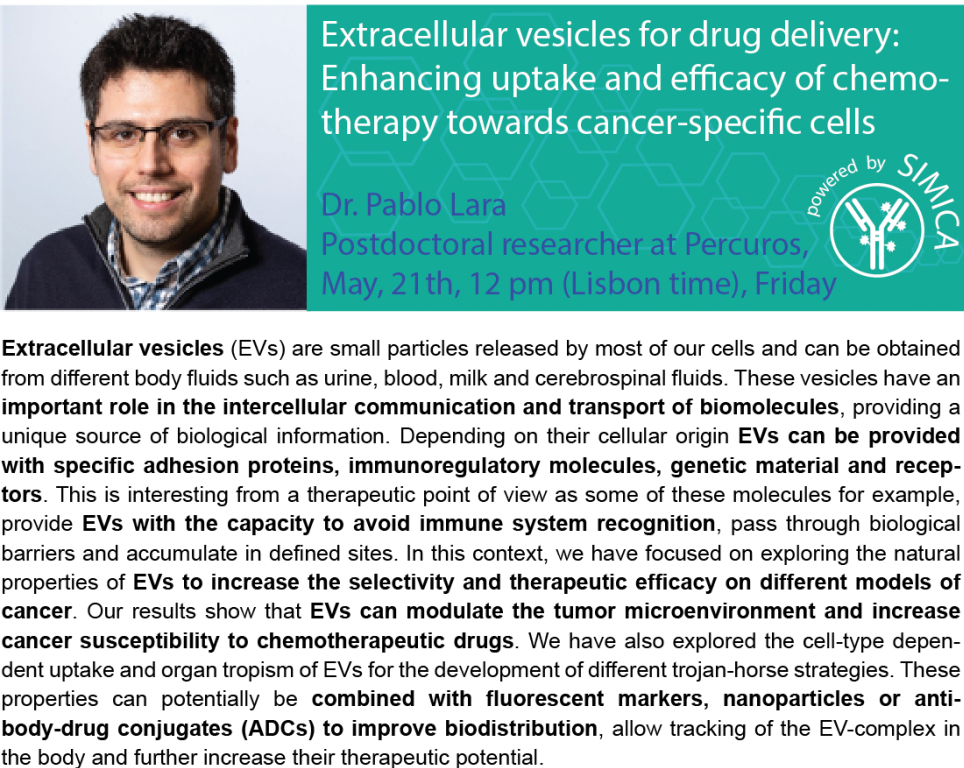 Extracellular vesicles for drug delivery:
Enhancing uptake and efficacy of chemo-
therapy towards cancer-specific cells
powered by SIMICA
Dr. Pablo Lara
Postdoctoral researcher at Percuros,
May, 21th, 12 pm (Lisbon time), Friday
Extracellular vesicles (EVs) are small particles released by most of our cells and can be obtained
from different body fluids such as urine, blood, milk and cerebrospinal fluids. These vesicles have an
important role in the intercellular communication and transport of biomolecules, providing a
unique source of biological information. Depending on their cellular origin EVs can be provided
with specific adhesion proteins, immunoregulatory molecules, genetic material and recep-
tors. This is interesting from a therapeutic point of view as some of these molecules for example,
provide EVs with the capacity to avoid immune system recognition, pass through biological
barriers and accumulate in defined sites. In this context, we have focused on exploring the natural
properties of EVs to increase the selectivity and therapeutic efficacy on different models of
cancer. Our results show that EVs can modulate the tumor microenvironment and increase
cancer susceptibility to chemotherapeutic drugs. We have also explored the cell-type depen-
dent uptake and organ tropism of EVs for the development of different trojan-horse strategies. These
properties can potentially be combined with fluorescent markers, nanoparticles or anti-
body-drug conjugates (ADCs) to improve biodistribution, allow tracking of the EV-complex in
the body and further increase their therapeutic potential.